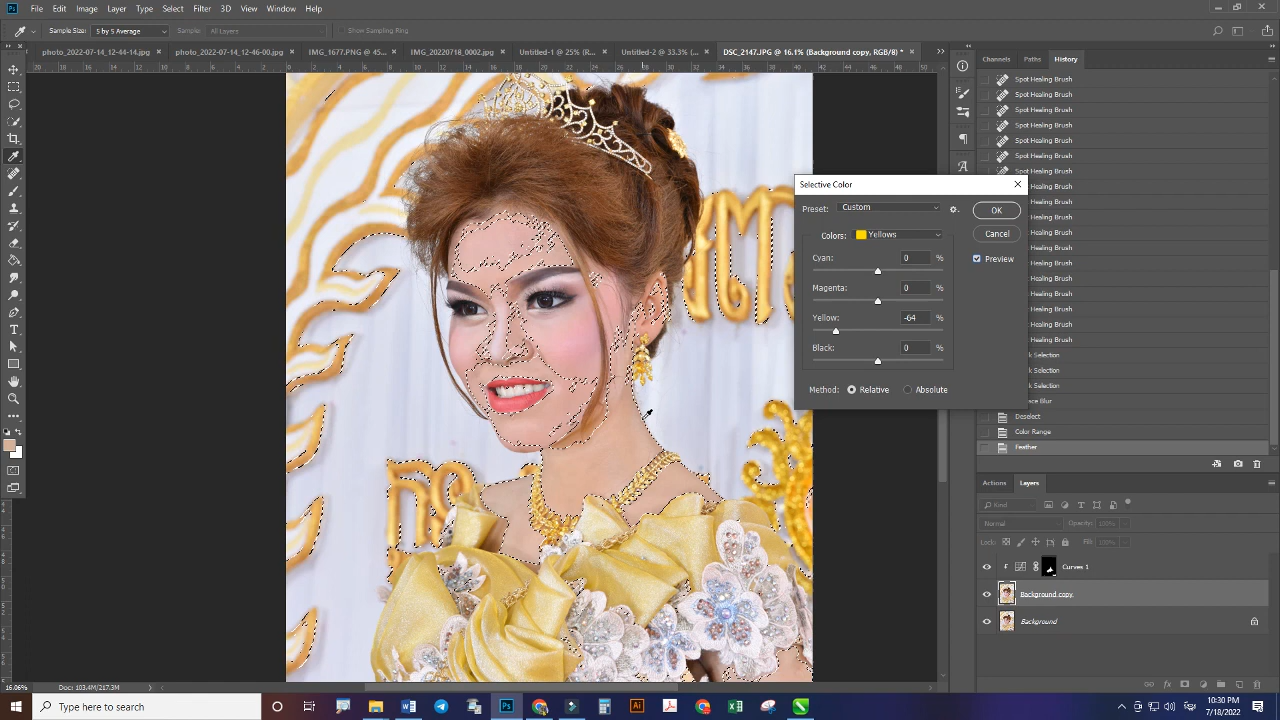 File Edit Image Layer Type Select Filter 3D View Window Help
Sample Size: 5 by 5 Average Sample: All Layers Show Sampling Ring
photo_2022-07-14_12-44-14.jpg photo_2022-07-14_12-46-00.jpg IMG_1677.PNG @ 45... IMG_20220718_0002.jpg Untitled-1 @ 25% (R... Untitled-2 @ 33.3% (... DSC_2147.JPG @ 16.1% (Background copy, RGB/8) *
Channels Paths History
Spot Healing Brush
Spot Healing Brush
Spot Healing Brush
Spot Healing Brush
Spot Healing Brush
Spot Healing Brush
Selective Color
Preset: Custom
OK
Colors: Yellows
Cancel
Cyan: 0 %
Preview
Magenta: 0 %
Yellow: -64 %
Black: 0 %
Method: Relative Absolute
Spot Healing Brush
Healing Brush
Healing Brush
Healing Brush
Healing Brush
Healing Brush
Healing Brush
Healing Brush
Healing Brush
Healing Brush
Healing Brush
Selection
Selection
Selection
Blur
Deselect
Color Range
Feather
Actions Layers
Kind
Normal Opacity: 100%
Lock: Fill: 100%
Curves 1
Background copy
Background
16.06% Doc: 103.4M/217.3M
Type here to search
10:30 PM
7/18/2022